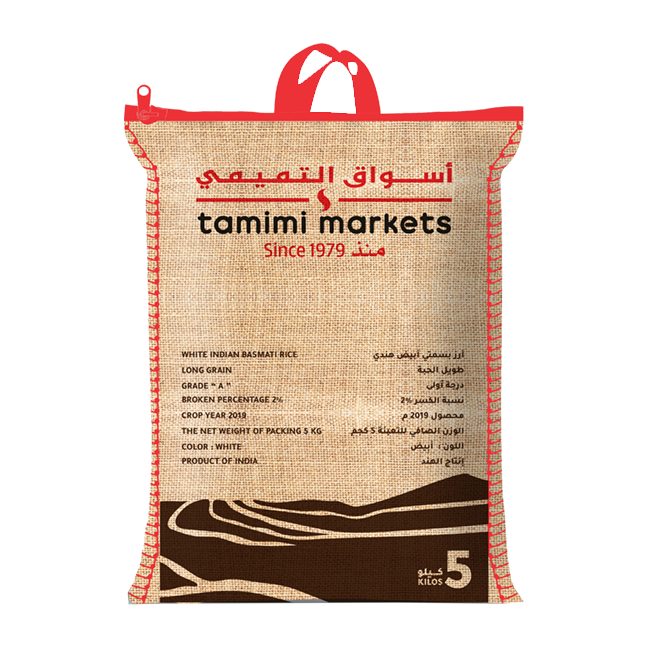 أسواق التميمي
tamimi markets
Since 1979 منذ
WHITE INDIAN BASMATI RICE أرز بسمتي أبيض هندي
LONG GRAIN طويل الحبة
GRADE " A " درجة أولى
BROKEN PERCENTAGE 2% نسبة الكسر 2%
CROP YEAR 2019 محصول 2019 م
THE NET WEIGHT OF PACKING 5 KG الوزن الصافي للتعبئة 5 كجم
COLOR : WHITE اللون : أبيض
PRODUCT OF INDIA إنتاج الهند
كيلو 5
KILOS